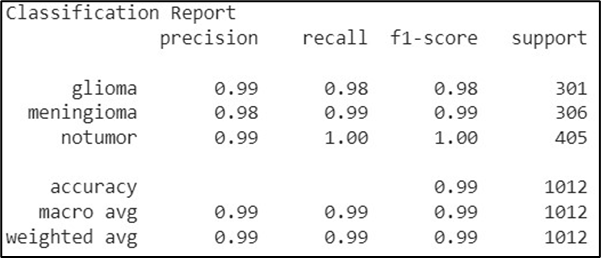 Classification Report
precision recall f1-score support
glioma 0.99 0.98 0.98 301
meningioma 0.98 0.99 0.99 306
notumor 0.99 1.00 1.00 405
accuracy 0.99 1012
macro avg 0.99 0.99 0.99 1012
weighted avg 0.99 0.99 0.99 1012